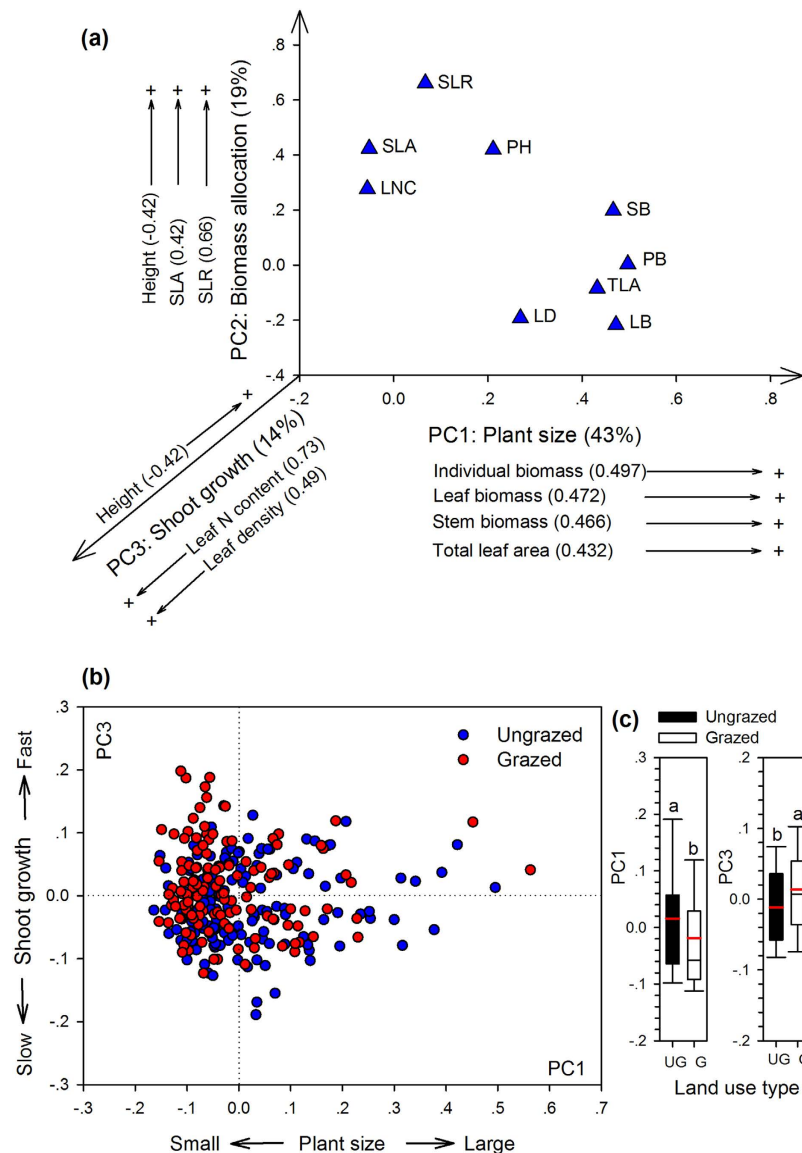 (a)
.8
.6
.4
.2
0.0
-.2
-.4
PC2: Biomass allocation (19%)
+ + +
Height (-0.42)
SLA (0.42)
SLR (0.66)
SLR
SLA
PH
LNC
SB
PB
TLA
LD
LB
-.2 0.0 .2 .4 .6 .8
PC1: Plant size (43%)
Individual biomass (0.497) +
Leaf biomass (0.472) +
Stem biomass (0.466) +
Total leaf area (0.432) +
+
Height (-0.42)
PC3: Shoot growth (14%)
Leaf N content (0.73)
Leaf density (0.49)
+
+
(b)
.3
.2
.1
0.0
-.1
-.2
-.3
Slow Shoot growth Fast
PC3
Ungrazed
Grazed
PC1
-.3 -.2 -.1 0.0 .1 .2 .3 .4 .5 .6 .7
Small Plant size Large
(c)
Ungrazed
Grazed
.3
.2
.1
0.0
-.1
-.2
PC1
a
b
UG G
.2
.1
0.0
-.1
-.2
PC3
b
a
UG
Land use type